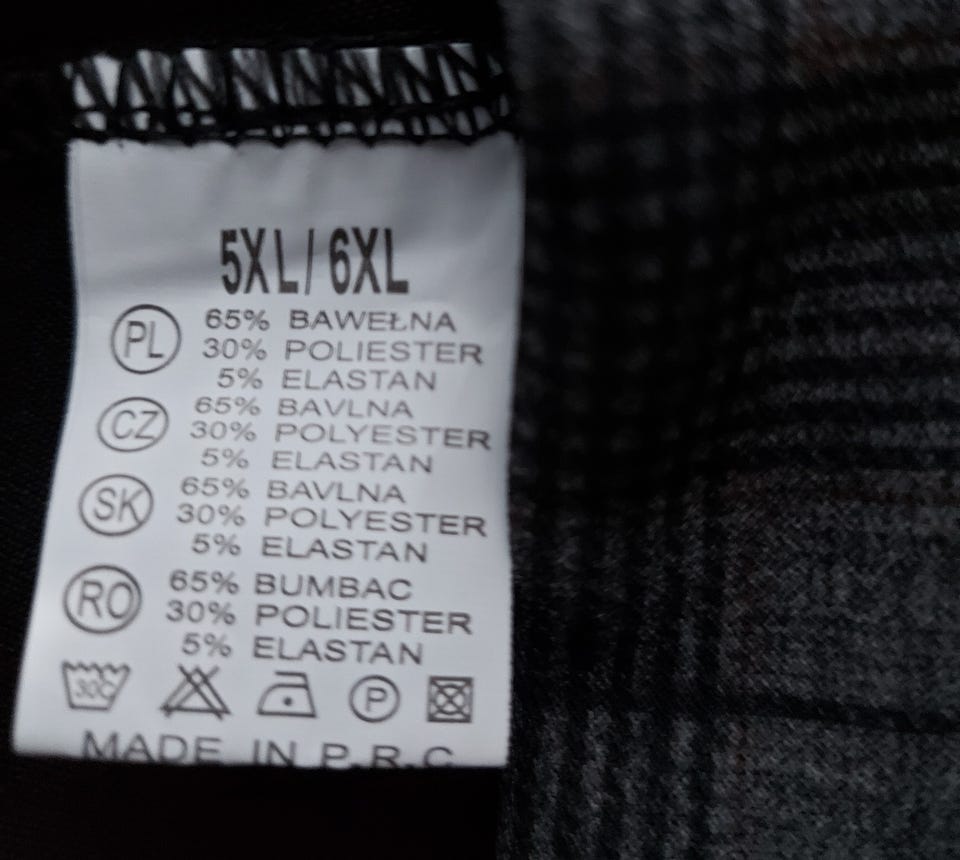 5XL/6XL
PL 65% BAWEŁNA
30% POLIESTER
5% ELASTAN
CZ 65% BAVLNA
30% POLYESTER
5% ELASTAN
SK 65% BAVLNA
30% POLYESTER
5% ELASTAN
RO 65% BUMBAC
30% POLIESTER
5% ELASTAN
30C P
MADE IN P.R.C